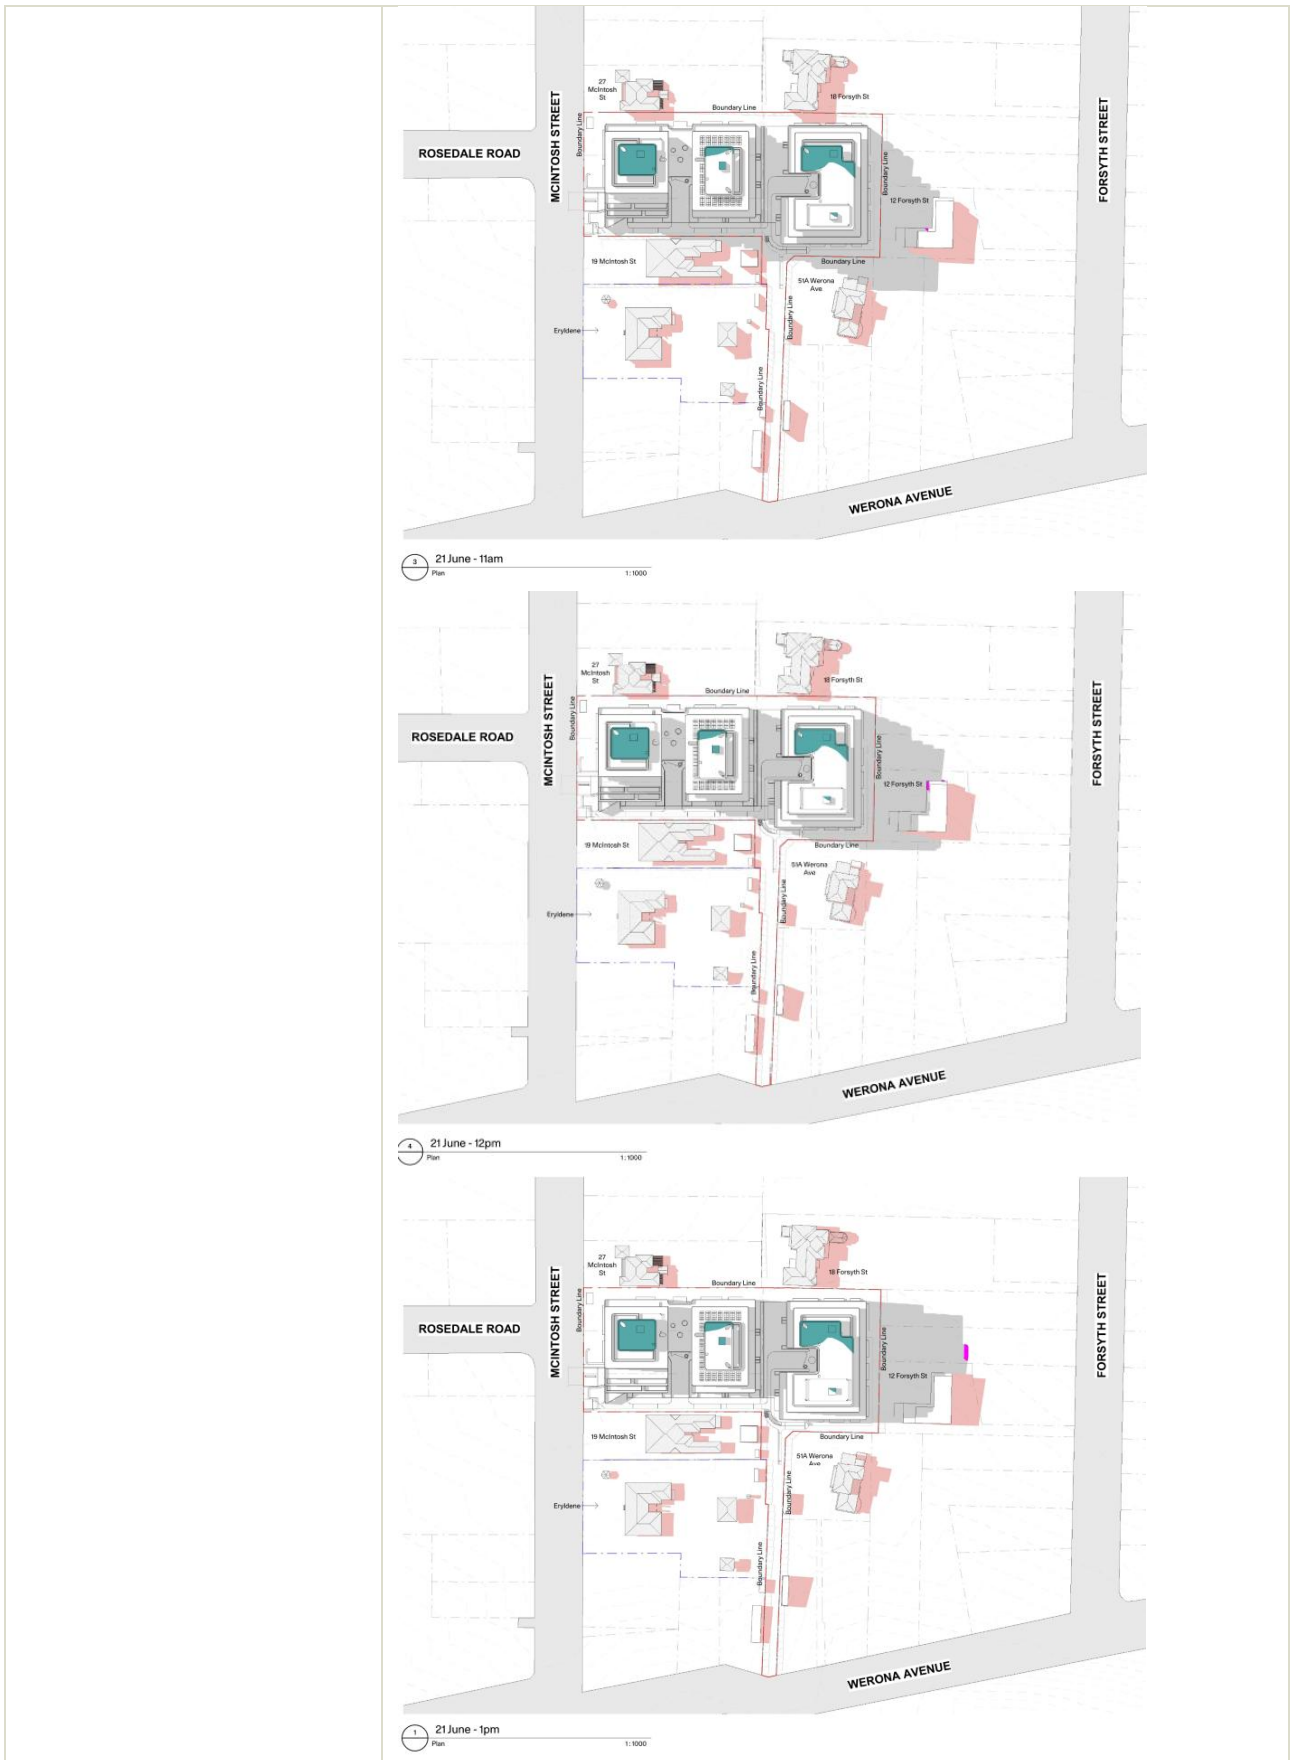 27
McIntosh
St
18 Forsyth St
Boundary Line
MCINTOSH STREET
Boundary Line
ROSEDALE ROAD
Boundary Line
FORSYTH STREET
12 Forsyth St
19 McIntosh St
Boundary Line
51A Werona
Ave
Boundary Line
Eryldene
Boundary Line
WERONA AVENUE
3
21 June - 11am
Plan
1:1000
27
McIntosh
St
18 Forsyth St
Boundary Line
MCINTOSH STREET
Boundary Line
ROSEDALE ROAD
Boundary Line
FORSYTH STREET
12 Forsyth St
19 McIntosh St
Boundary Line
51A Werona
Ave
Boundary Line
Eryldene
Boundary Line
WERONA AVENUE
4
21 June - 12pm
Plan
1:1000
27
McIntosh
St
18 Forsyth St
Boundary Line
MCINTOSH STREET
Boundary Line
ROSEDALE ROAD
Boundary Line
FORSYTH STREET
12 Forsyth St
19 McIntosh St
Boundary Line
51A Werona
Ave
Boundary Line
Eryldene
Boundary Line
WERONA AVENUE
1
21 June - 1pm
Plan
1:1000